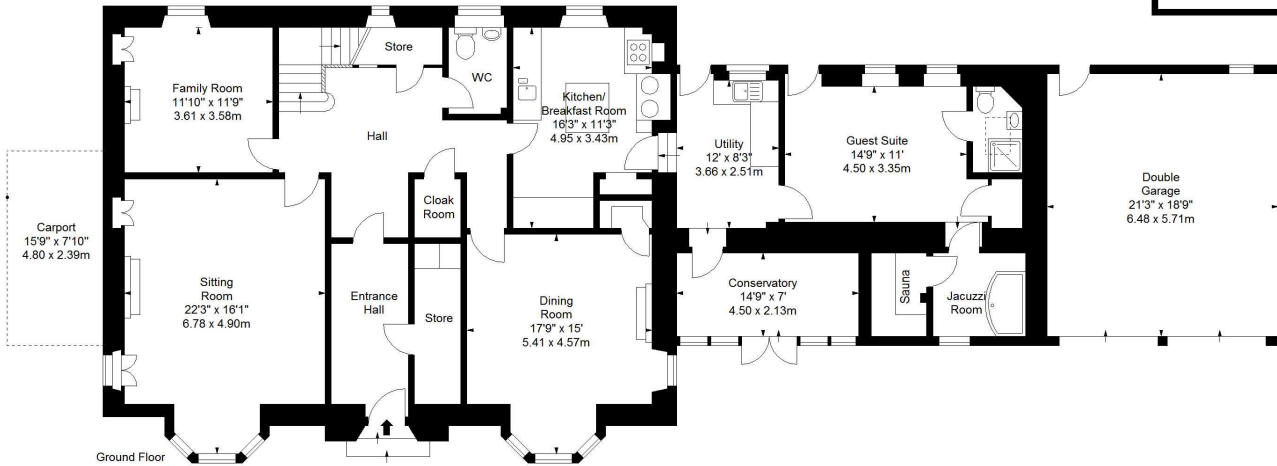 Store
WC
Family Room
11'10" x 11'9"
3.61 x 3.58m
Kitchen/
Breakfast Room
16'3" x 11'3"
4.95 x 3.43m
Hall
Utility
12' x 8'3"
3.66 x 2.51m
Guest Suite
14'9" x 11'
4.50 x 3.35m
Double
Garage
21'3" x 18'9"
6.48 x 5.71m
Cloak
Room
Carport
15'9" x 7'10"
4.80 x 2.39m
Sitting
Room
22'3" x 16'1"
6.78 x 4.90m
Entrance
Hall
Store
Dining
Room
17'9" x 15'
5.41 x 4.57m
Conservatory
14'9" x 7'
4.50 x 2.13m
Sauna
Jacuzzi
Room
Ground Floor